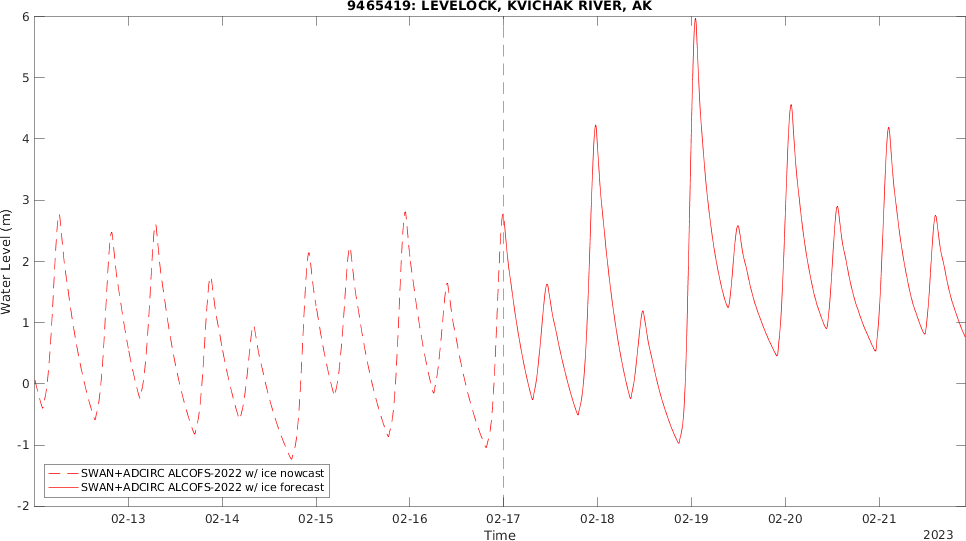 9465419: LEVELOCK, KVICHAK RIVER, AK
6
5
4
3
2
1
0
-1
-2
Water Level (m)
SWAN+ADCIRC ALCOFS-2022 w/ ice nowcast
SWAN+ADCIRC ALCOFS-2022 w/ ice forecast
02-13 02-14 02-15 02-16 02-17 02-18 02-19 02-20 02-21
Time
2023